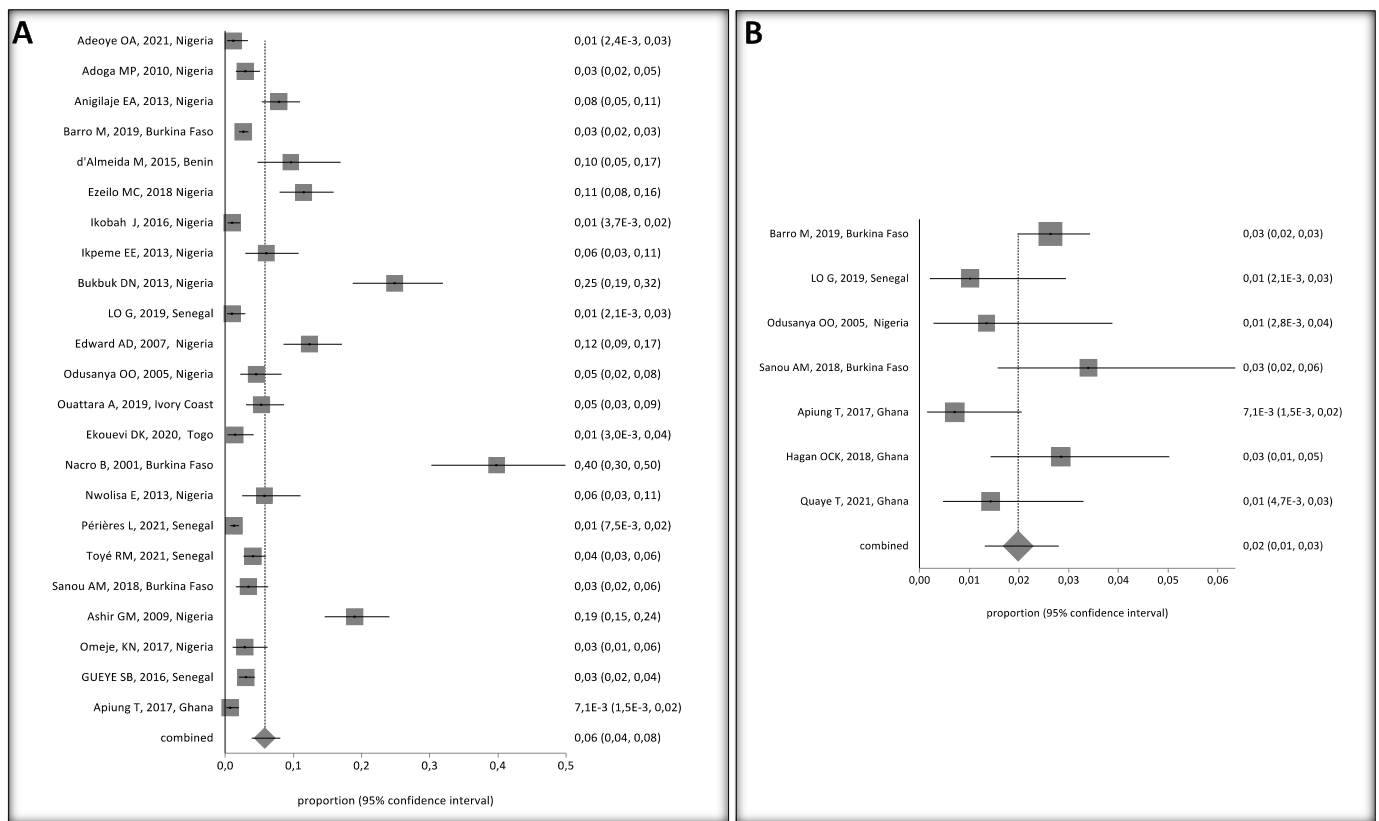 A
Adeoye OA, 2021, Nigeria 0,01 (2,4E-3, 0,03)
Adoga MP, 2010, Nigeria 0,03 (0,02, 0,05)
Anigilaje EA, 2013, Nigeria 0,08 (0,05, 0,11)
Barro M, 2019, Burkina Faso 0,03 (0,02, 0,03)
d'Almeida M, 2015, Benin 0,10 (0,05, 0,17)
Ezeilo MC, 2018 Nigeria 0,11 (0,08, 0,16)
Ikobah J, 2016, Nigeria 0,01 (3,7E-3, 0,02)
Ikpeme EE, 2013, Nigeria 0,06 (0,03, 0,11)
Bukbuk DN, 2013, Nigeria 0,25 (0,19, 0,32)
LO G, 2019, Senegal 0,01 (2,1E-3, 0,03)
Edward AD, 2007, Nigeria 0,12 (0,09, 0,17)
Odusanya OO, 2005, Nigeria 0,05 (0,02, 0,08)
Ouattara A, 2019, Ivory Coast 0,05 (0,03, 0,09)
Ekouevi DK, 2020, Togo 0,01 (3,0E-3, 0,04)
Nacro B, 2001, Burkina Faso 0,40 (0,30, 0,50)
Nwolisa E, 2013, Nigeria 0,06 (0,03, 0,11)
Périères L, 2021, Senegal 0,01 (7,5E-3, 0,02)
Toyé RM, 2021, Senegal 0,04 (0,03, 0,06)
Sanou AM, 2018, Burkina Faso 0,03 (0,02, 0,06)
Ashir GM, 2009, Nigeria 0,19 (0,15, 0,24)
Omeje, KN, 2017, Nigeria 0,03 (0,01, 0,06)
GUEYE SB, 2016, Senegal 0,03 (0,02, 0,04)
Apiung T, 2017, Ghana 7,1E-3 (1,5E-3, 0,02)
combined 0,06 (0,04, 0,08)
0,0 0,1 0,2 0,3 0,4 0,5
proportion (95% confidence interval)
B
Barro M, 2019, Burkina Faso 0,03 (0,02, 0,03)
LO G, 2019, Senegal 0,01 (2,1E-3, 0,03)
Odusanya OO, 2005, Nigeria 0,01 (2,8E-3, 0,04)
Sanou AM, 2018, Burkina Faso 0,03 (0,02, 0,06)
Apiung T, 2017, Ghana 7,1E-3 (1,5E-3, 0,02)
Hagan OCK, 2018, Ghana 0,03 (0,01, 0,05)
Quaye T, 2021, Ghana 0,01 (4,7E-3, 0,03)
combined 0,02 (0,01, 0,03)
0,00 0,01 0,02 0,03 0,04 0,05 0,06
proportion (95% confidence interval)